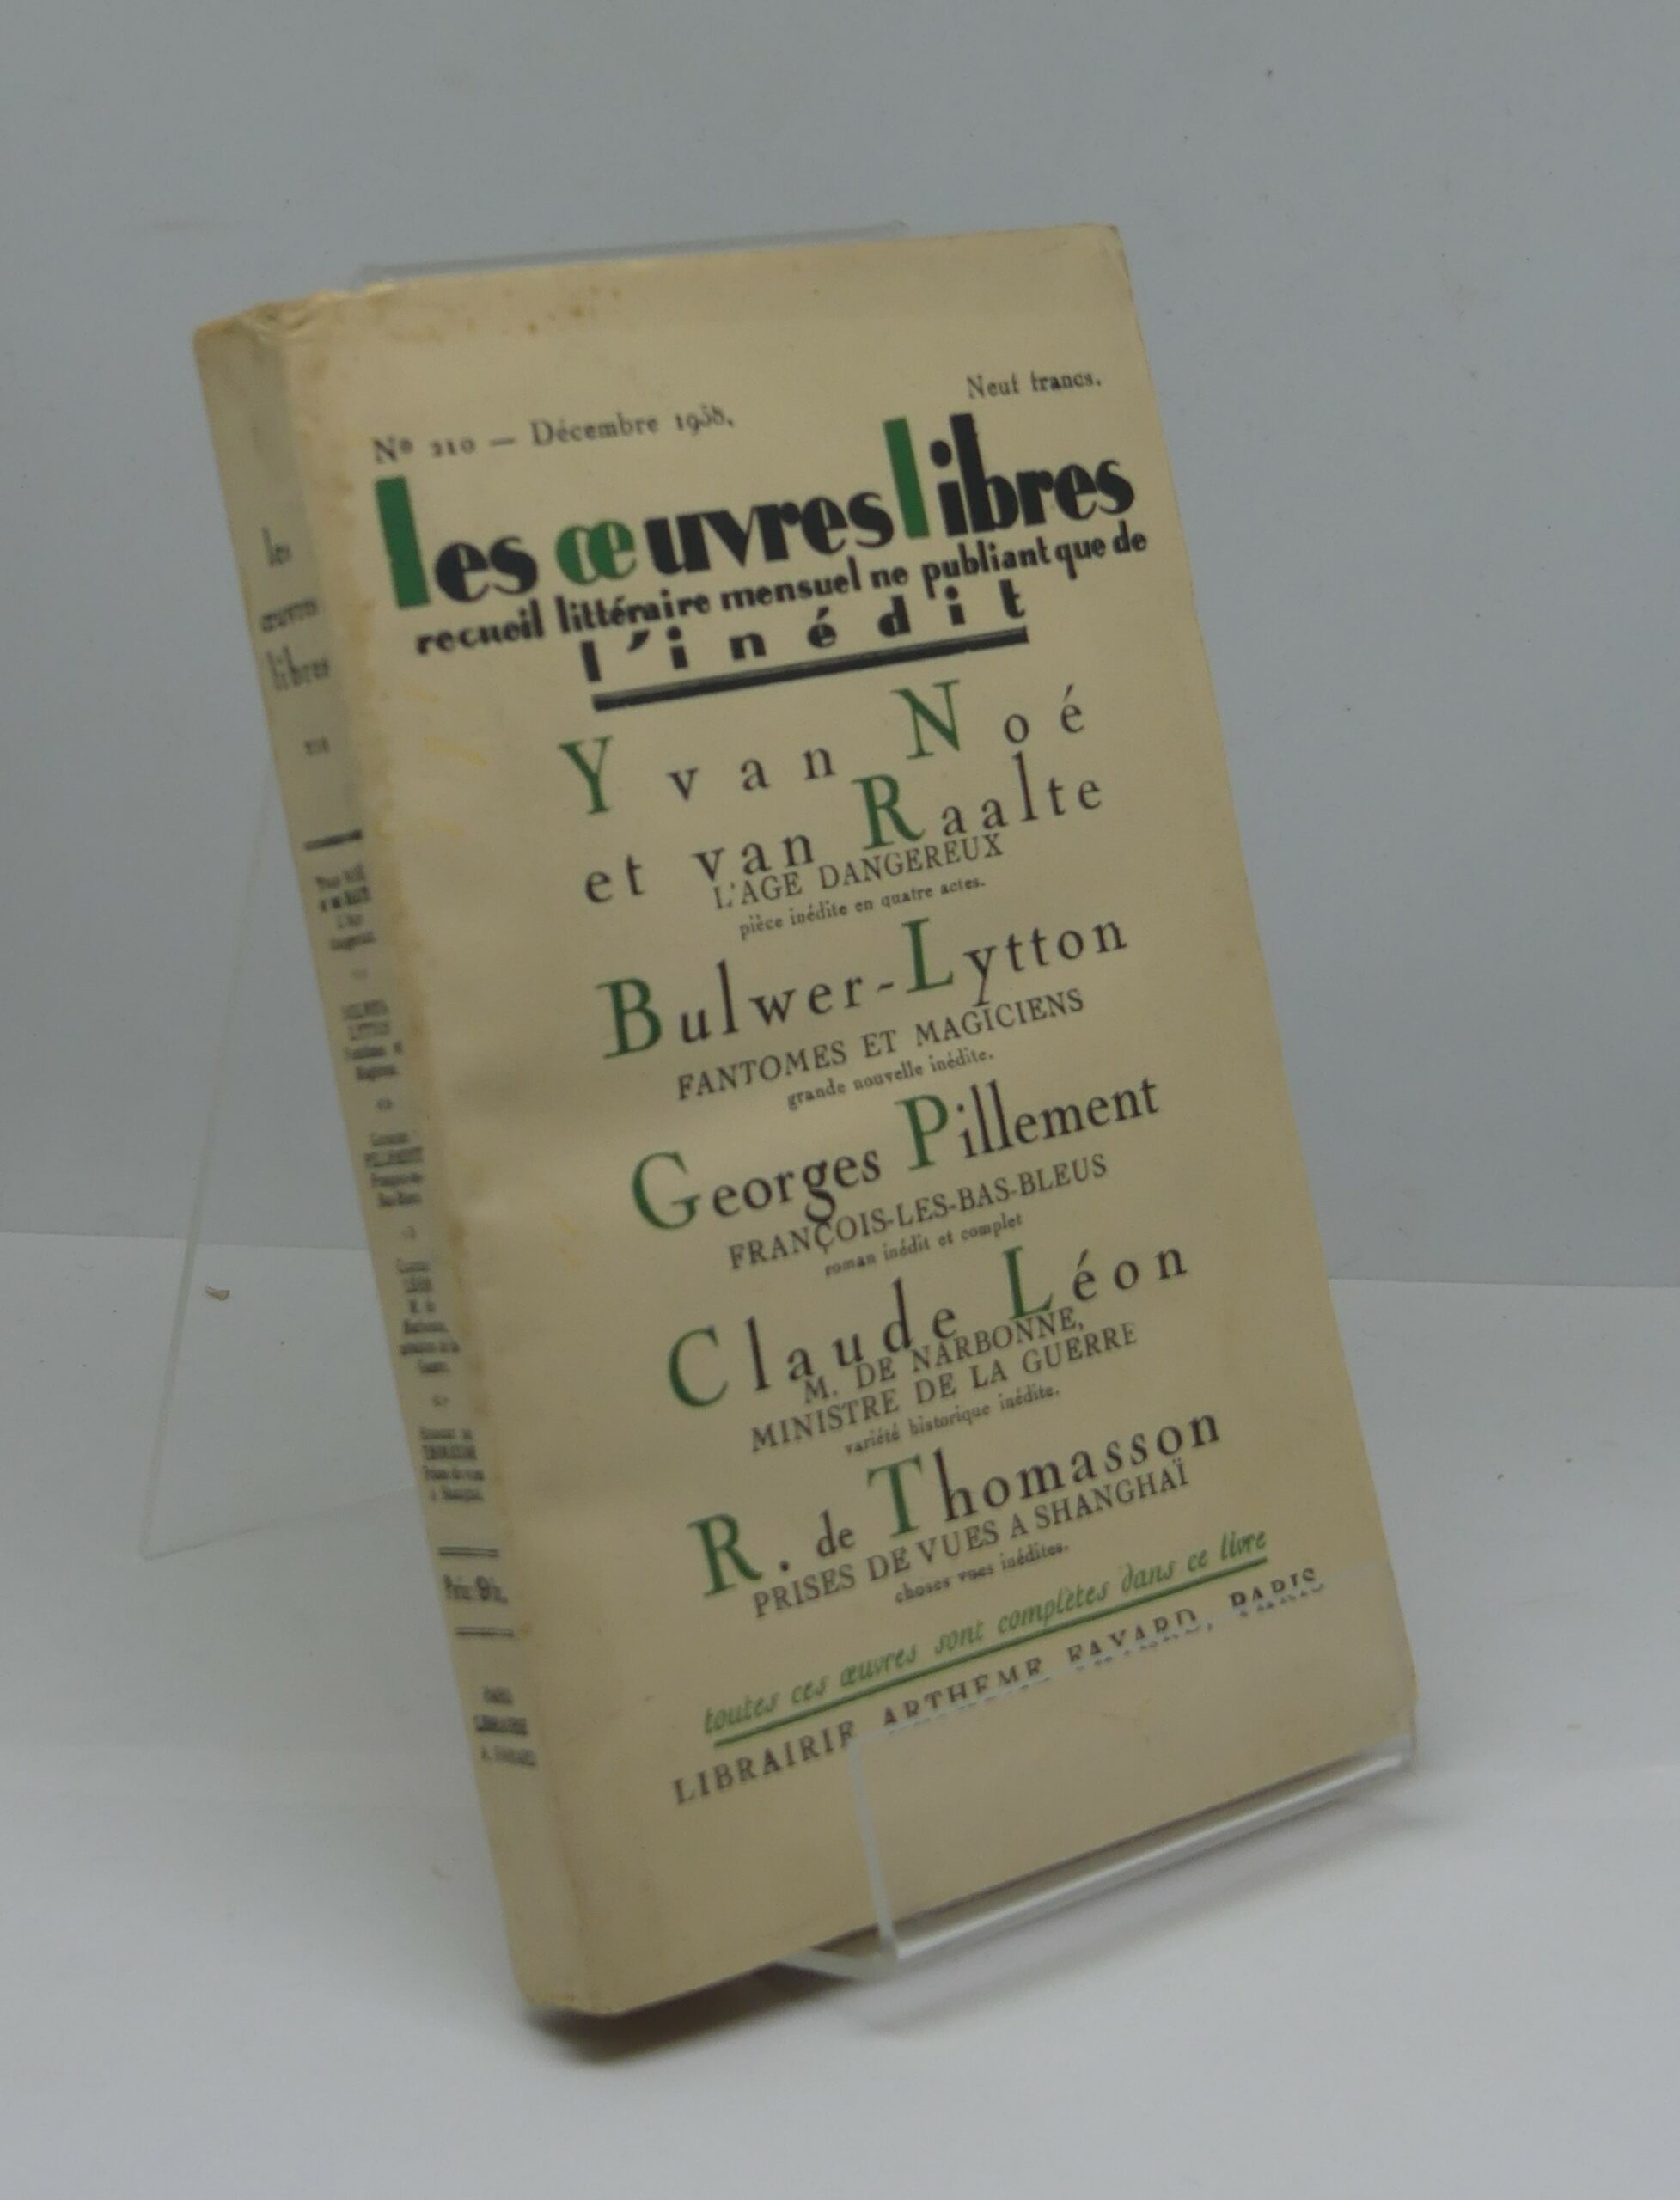 Nº 210 — Décembre 1938.
Neuf francs.
les œuvres libres
recueil littéraire mensuel ne publiant que de
l'inédit
Yvan Noé
et van Raalte
L'AGE DANGEREUX
pièce inédite en quatre actes.
Bulwer-Lytton
FANTOMES ET MAGICIENS
grande nouvelle inédite.
Georges Pillement
FRANÇOIS-LES-BAS-BLEUS
roman inédit et complet
Claude Léon
M. DE NARBONNE,
MINISTRE DE LA GUERRE
variété historique inédite.
R. de Thomasson
PRISES DE VUES A SHANGHAÏ
choses vues inédites.
toutes ces œuvres sont complètes dans ce livre
LIBRAIRIE ARTHEME FAYARD, PARIS
les
œuvres
libres
210